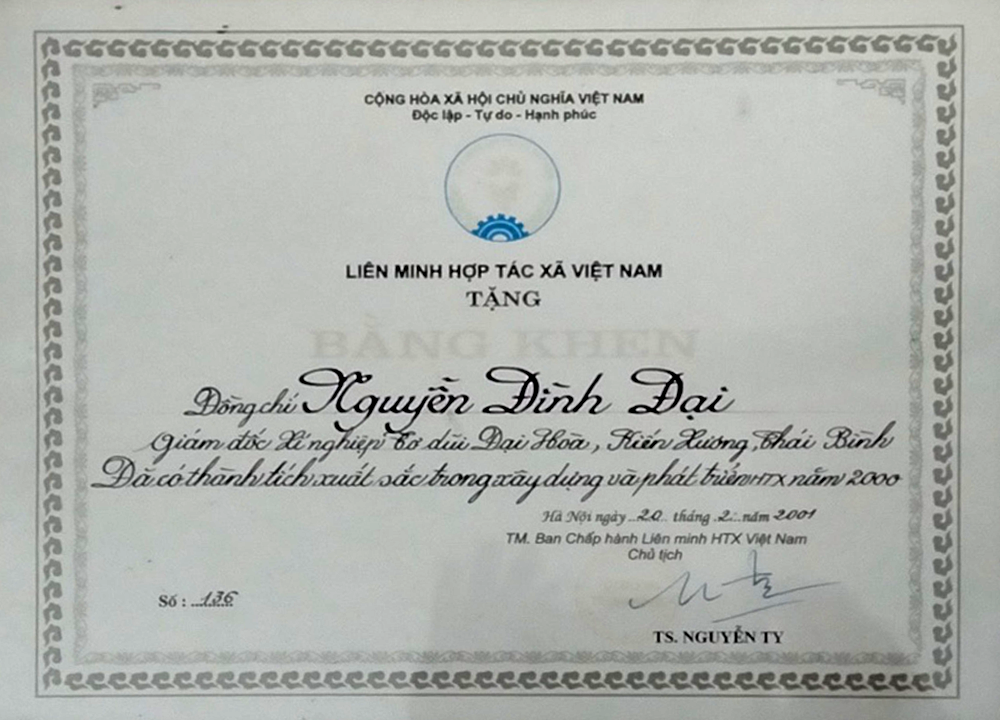 CỘNG HÒA XÃ HỘI CHỦ NGHĨA VIỆT NAM
Độc lập - Tự do - Hạnh phúc
LIÊN MINH HỢP TÁC XÃ VIỆT NAM
TẶNG
BẰNG KHEN
Đồng chí Nguyễn Đình Đại
Giám đốc Xí nghiệp Tơ đũi Đại Hoà, Kiến Xương, Thái Bình
Đã có thành tích xuất sắc trong xây dựng và phát triển HTX năm 2000
Hà Nội ngày 20 tháng 2 năm 2001
TM. Ban Chấp hành Liên minh HTX Việt Nam
Chủ tịch
Số : 136
TS. NGUYỄN TY